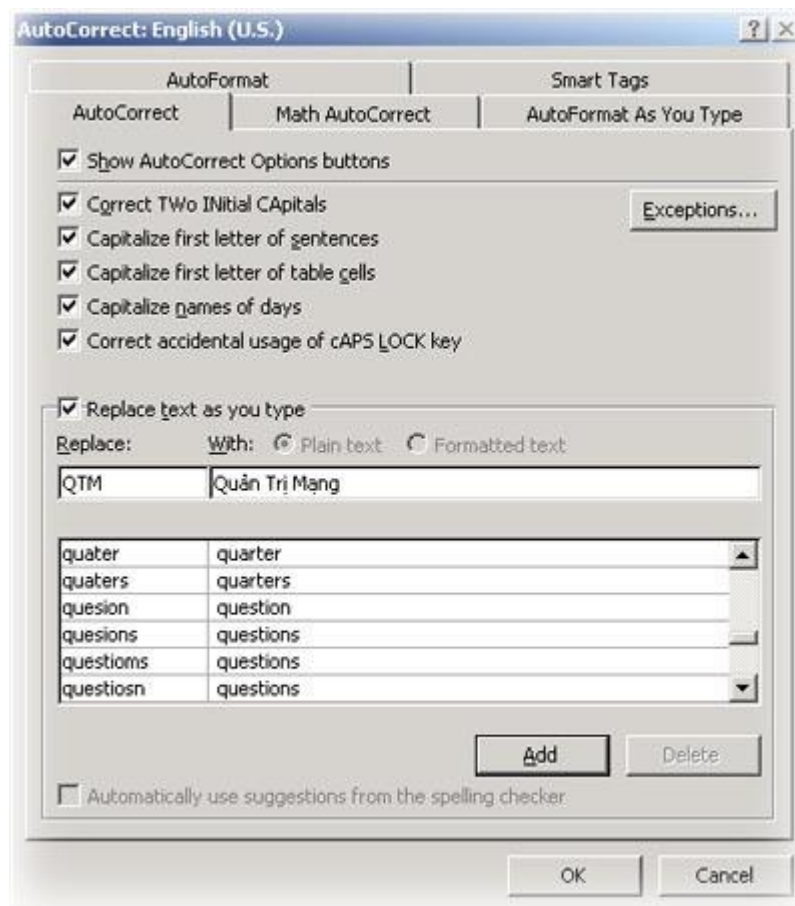 AutoCorrect: English (U.S.)
AutoFormat Smart Tags
AutoCorrect Math AutoCorrect AutoFormat As You Type
Show AutoCorrect Options buttons
Correct TWo INitial CApitals Exceptions...
Capitalize first letter of sentences
Capitalize first letter of table cells
Capitalize names of days
Correct accidental usage of cAPS LOCK key
Replace text as you type
Replace: With: Plain text Formatted text
QTM Quản Trị Mạng
quater quarter
quaters quarters
quesion question
quesions questions
questioms questions
questiosn questions
Add Delete
Automatically use suggestions from the spelling checker
OK Cancel